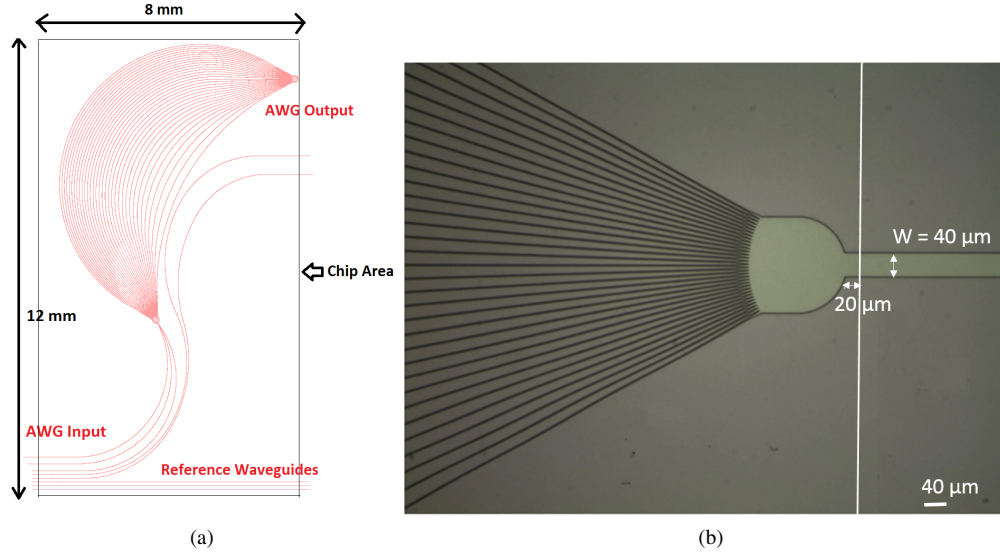 8 mm
AWG Output
Chip Area
12 mm
AWG Input
Reference Waveguides
(a)
W = 40 µm
20 µm
40 µm
(b)